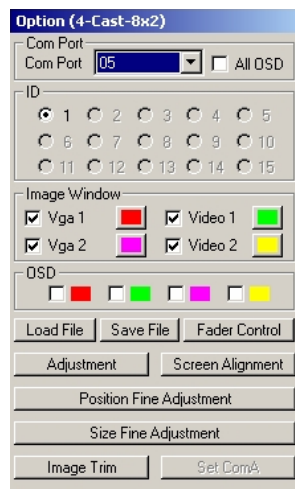 Option (4-Cast-8x2)
Com Port
Com Port 05 All OSD
ID
1 2 3 4 5
6 7 8 9 10
11 12 13 14 15
Image Window
Vga 1 Video 1
Vga 2 Video 2
OSD
Load File Save File Fader Control
Adjustment Screen Alignment
Position Fine Adjustment
Size Fine Adjustment
Image Trim Set ComA